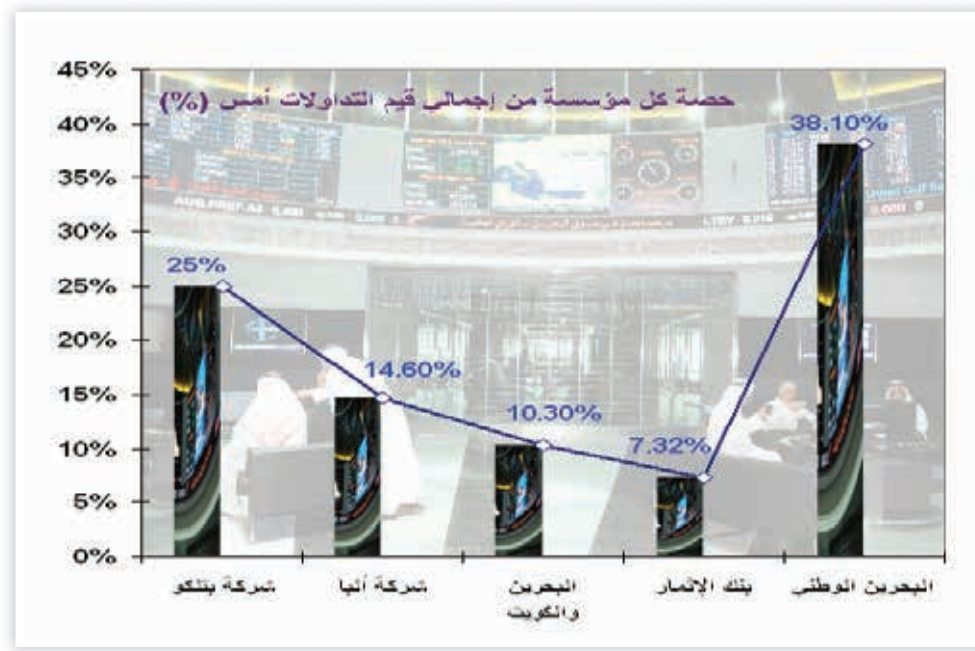 حصة كل مؤسسة من إجمالي قيم التداولات أمس (%)
45%
40%
35%
30%
25%
20%
15%
10%
5%
0%
25%
14.60%
10.30%
7.32%
38.10%
شركة بتلكو
شركة ألبا
البحرين
والكويت
بنك الإثمار
البحرين الوطني